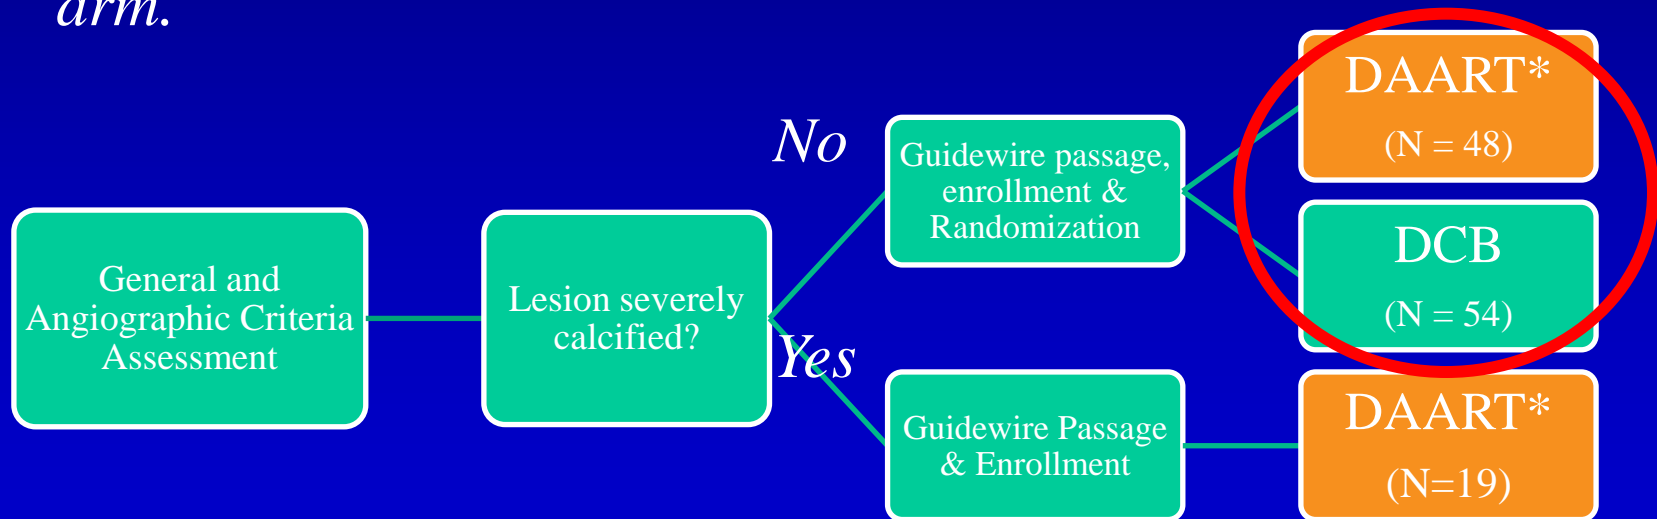 arm.
General and
Angiographic Criteria
Assessment
Lesion severely
calcified?
No
Guidewire passage,
enrollment &
Randomization
DAART*
(N = 48)
DCB
(N = 54)
Yes
Guidewire Passage
& Enrollment
DAART*
(N=19)